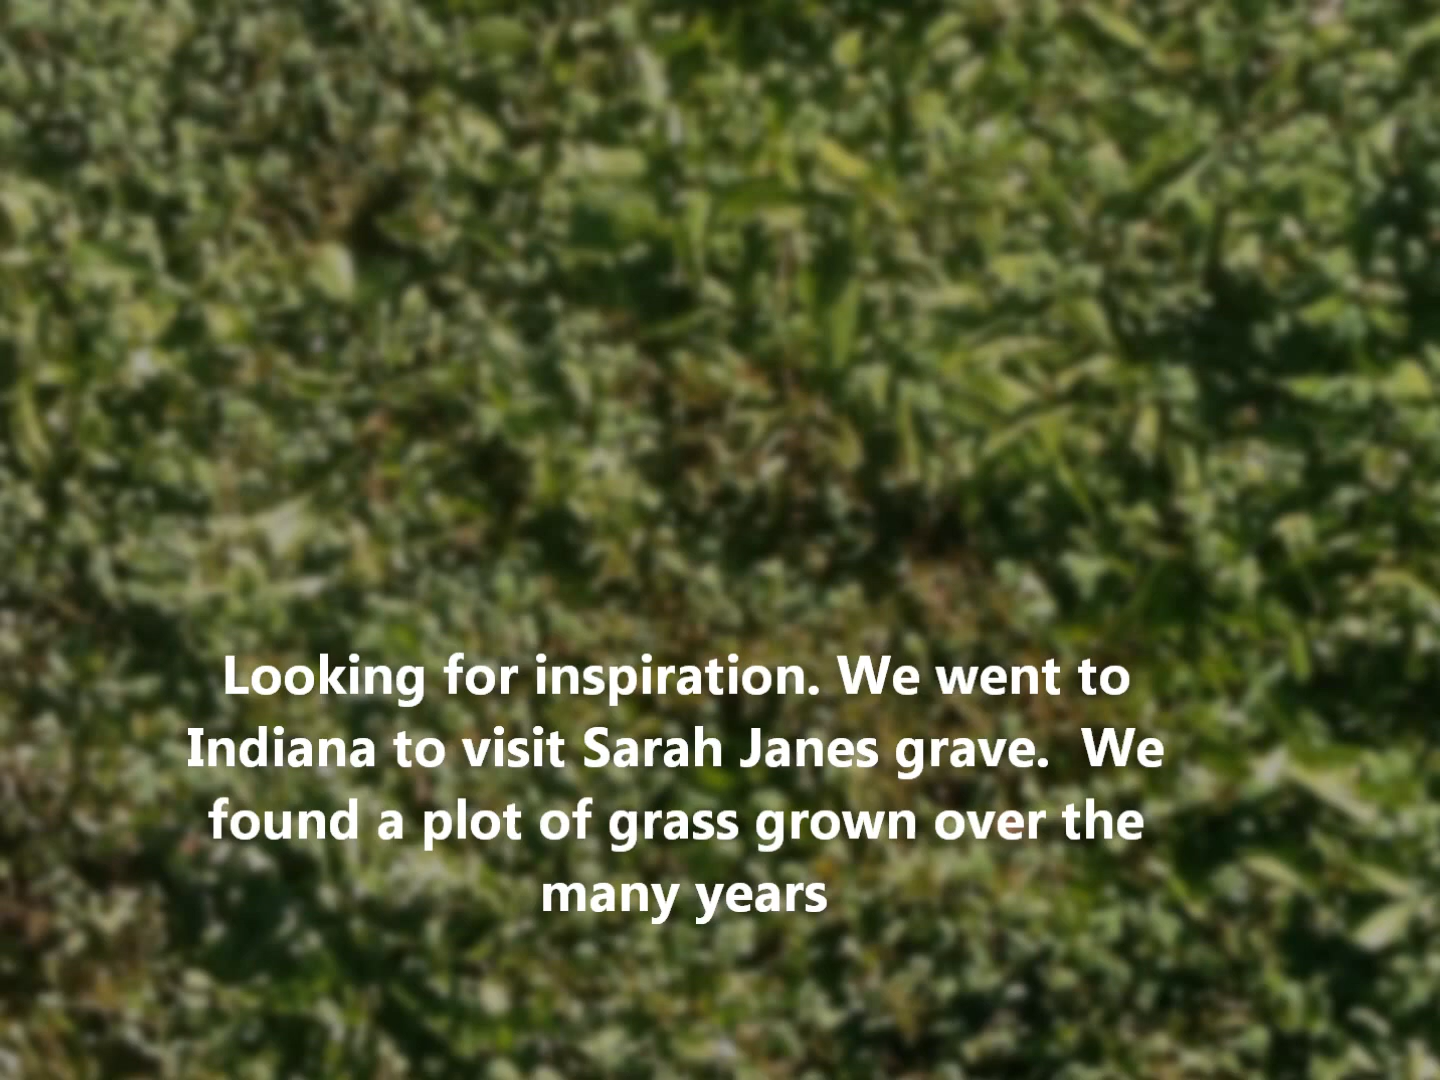 Looking for inspiration. We went to
Indiana to visit Sarah Janes grave.  We
found a plot of grass grown over the
many years